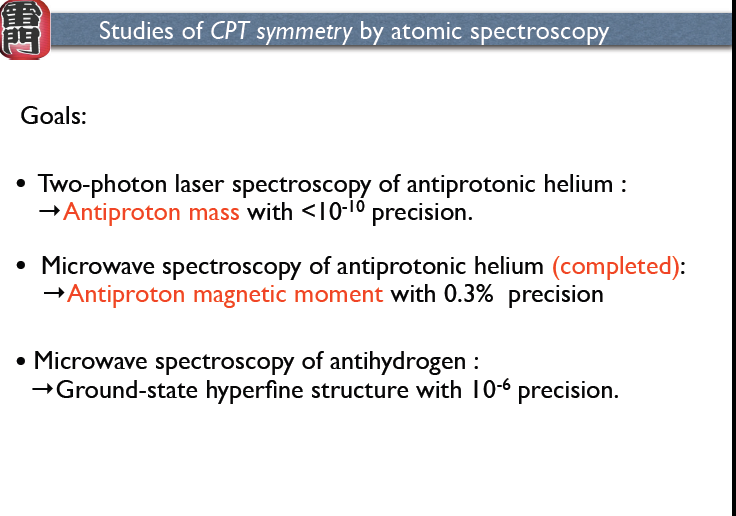 雷門
Studies of CPT symmetry by atomic spectroscopy
Goals:
• Two-photon laser spectroscopy of antiprotonic helium :
→Antiproton mass with <10⁻¹⁰ precision.
• Microwave spectroscopy of antiprotonic helium (completed):
→Antiproton magnetic moment with 0.3% precision
• Microwave spectroscopy of antihydrogen :
→Ground-state hyperfine structure with 10⁻⁶ precision.